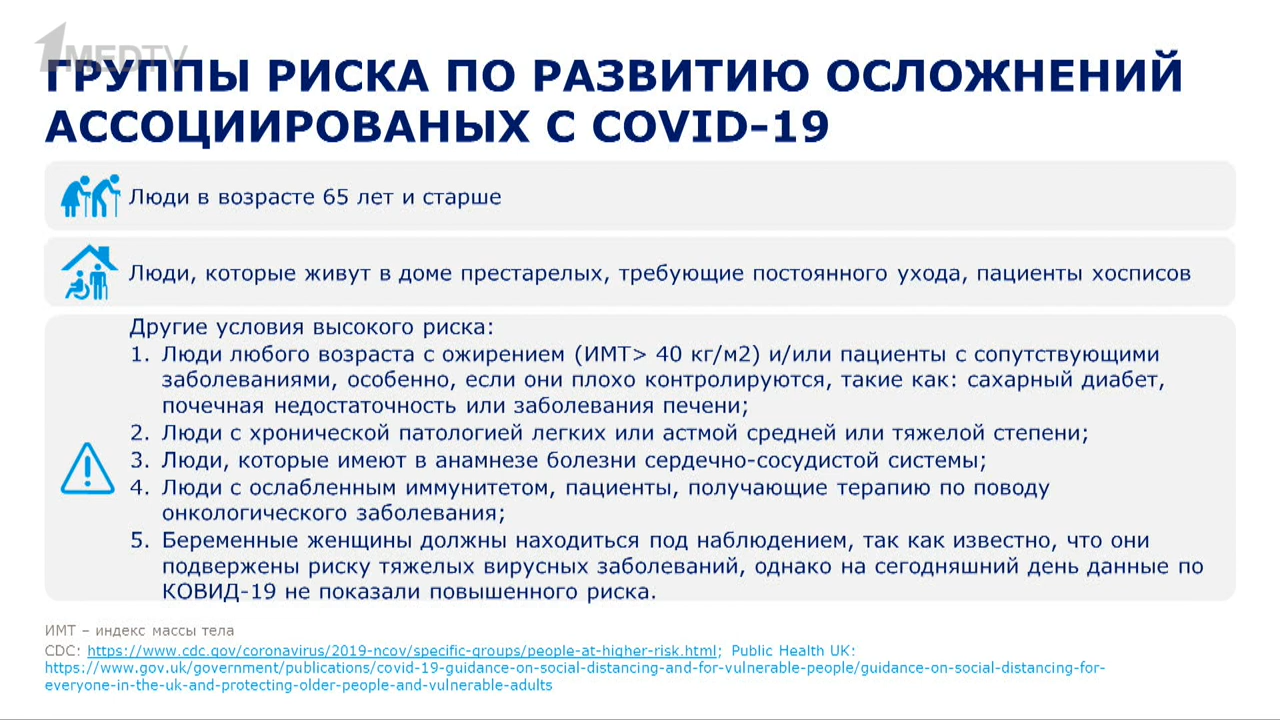 1MEDTV
ГРУППЫ РИСКА ПО РАЗВИТИЮ ОСЛОЖНЕНИЙ
АССОЦИИРОВАНЫХ С COVID-19
Люди в возрасте 65 лет и старше
Люди, которые живут в доме престарелых, требующие постоянного ухода, пациенты хосписов
Другие условия высокого риска:
1. Люди любого возраста с ожирением (ИМТ> 40 кг/м2) и/или пациенты с сопутствующими
заболеваниями, особенно, если они плохо контролируются, такие как: сахарный диабет,
почечная недостаточность или заболевания печени;
2. Люди с хронической патологией легких или астмой средней или тяжелой степени;
3. Люди, которые имеют в анамнезе болезни сердечно-сосудистой системы;
4. Люди с ослабленным иммунитетом, пациенты, получающие терапию по поводу
онкологического заболевания;
5. Беременные женщины должны находиться под наблюдением, так как известно, что они
подвержены риску тяжелых вирусных заболеваний, однако на сегодняшний день данные по
КОВИД-19 не показали повышенного риска.
ИМТ – индекс массы тела
CDC: https://www.cdc.gov/coronavirus/2019-ncov/specific-groups/people-at-higher-risk.html; Public Health UK:
https://www.gov.uk/government/publications/covid-19-guidance-on-social-distancing-and-for-vulnerable-people/guidance-on-social-distancing-for-
everyone-in-the-uk-and-protecting-older-people-and-vulnerable-adults